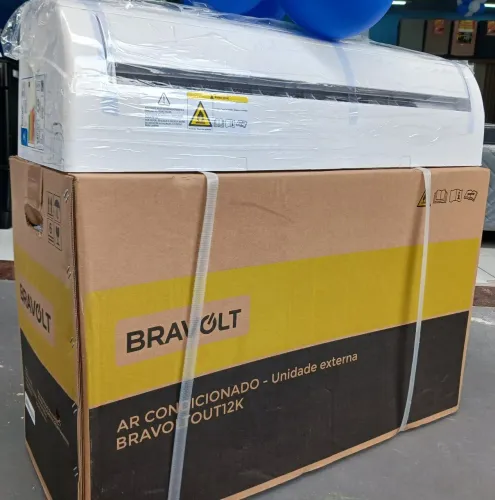 BRAVOLT
BRAVOLT
AR CONDICIONADO - Unidade externa
BRAVOLTOUT12K